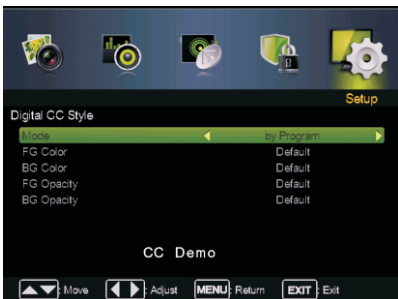 Setup
Digital CC Style
Mode by Program
FG Color Default
BG Color Default
FG Opacity Default
BG Opacity Default
CC Demo
: Move : Adjust MENU : Return EXIT : Exit